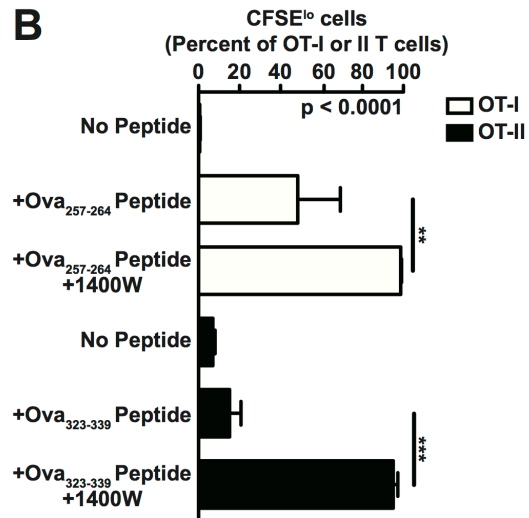 B
CFSElo cells
(Percent of OT-I or II T cells)
0 20 40 60 80 100
p < 0.0001
OT-I
OT-II
No Peptide
+Ova257-264 Peptide
**
+Ova257-264 Peptide
+1400W
No Peptide
+Ova323-339 Peptide
***
+Ova323-339 Peptide
+1400W